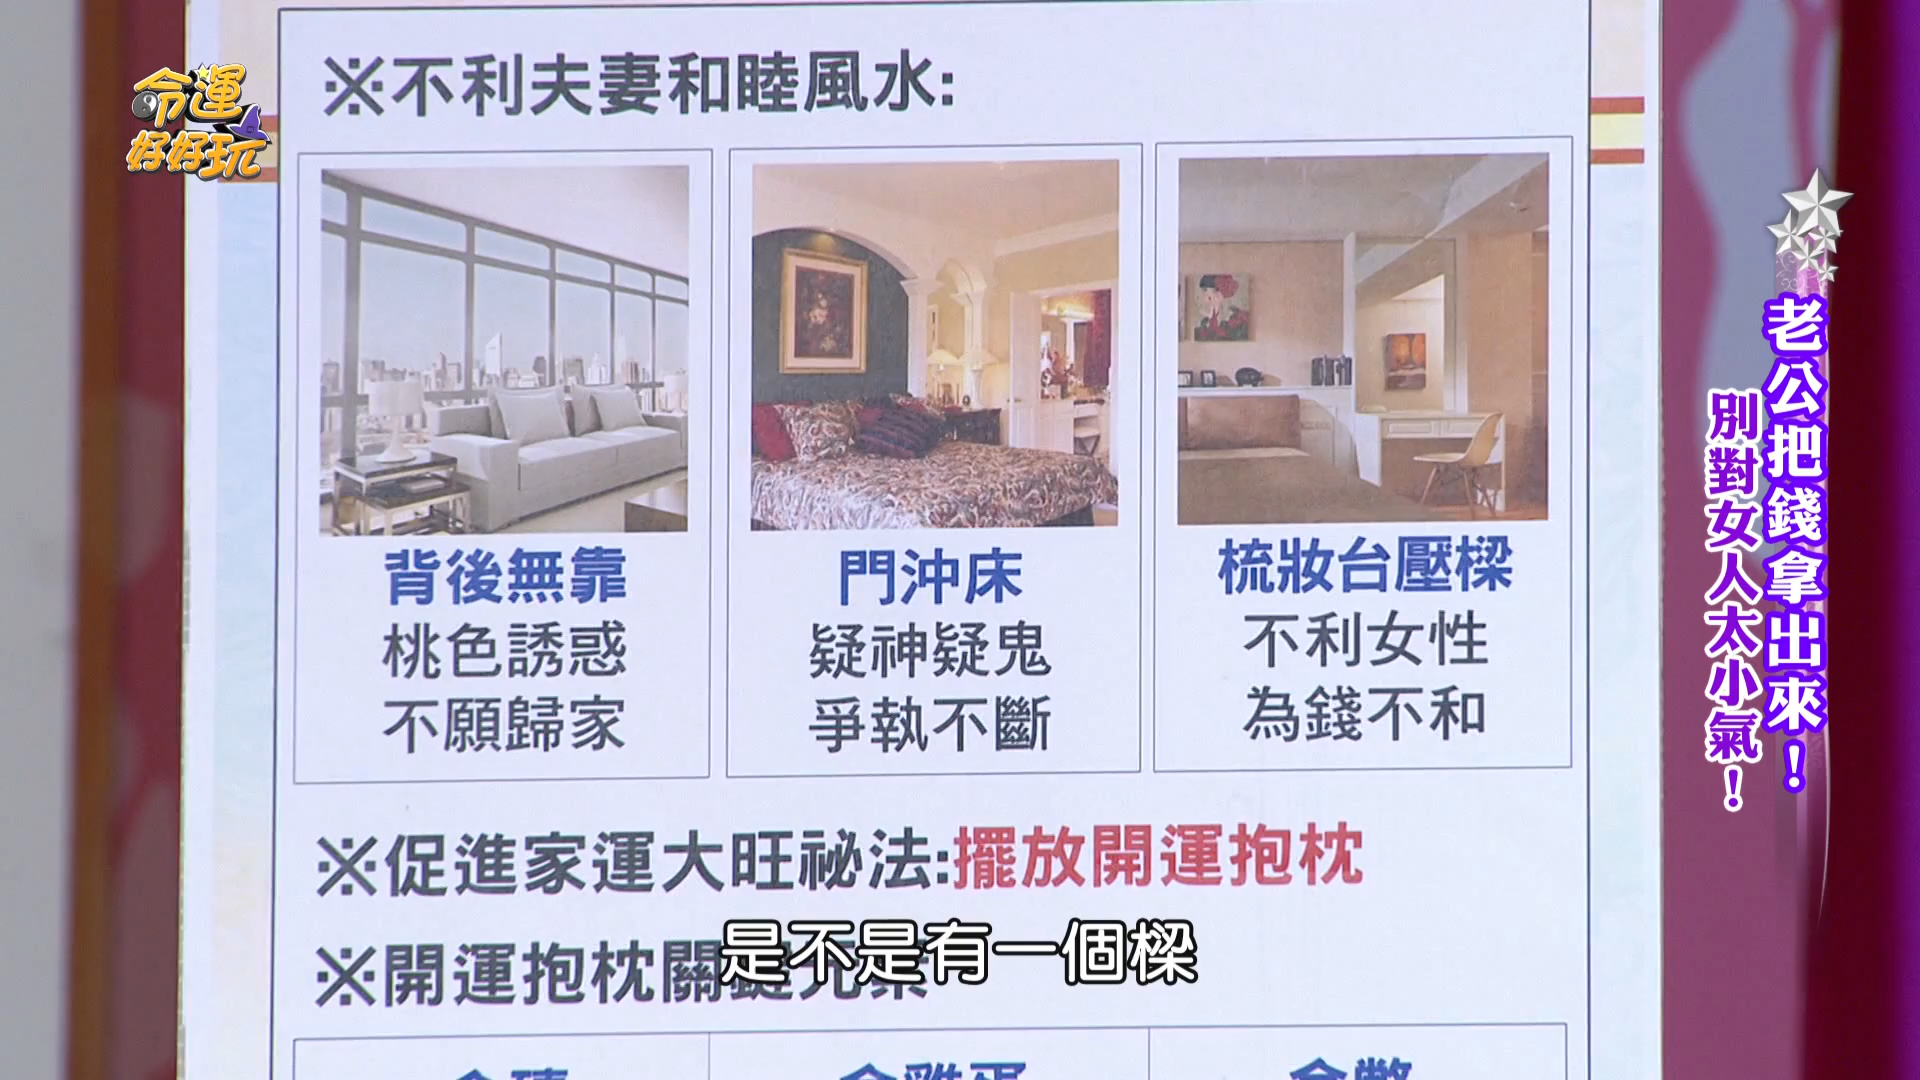 命運
好好玩
※不利夫妻和睦風水:
背後無靠
桃色誘惑
不願歸家
門沖床
疑神疑鬼
爭執不斷
梳妝台壓樑
不利女性
為錢不和
※促進家運大旺祕法:擺放開運抱枕
※開運抱枕關鍵元素
是不是有一個樑
老公把錢拿出來!
別對女人太小氣!